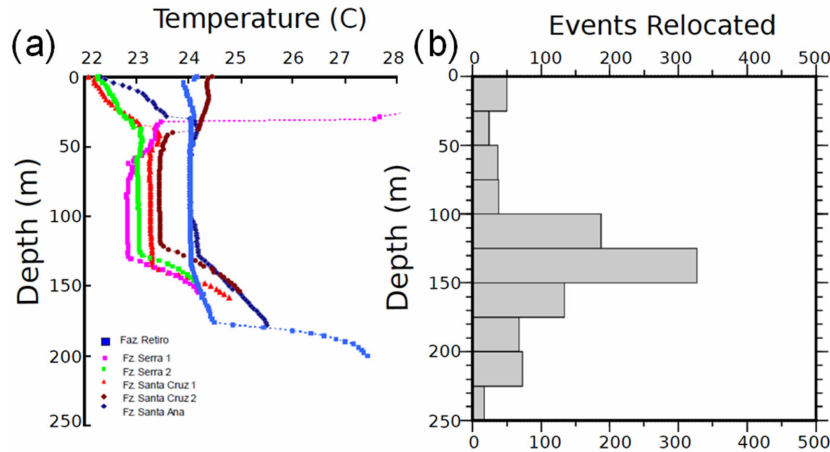 (a)
Temperature (C)
22 23 24 25 26 27 28
0
50
100
150
200
250
Depth (m)
Faz. Retiro
Fz. Serra 1
Fz. Serra 2
Fz. Santa Cruz 1
Fz. Santa Cruz 2
Fz. Santa Ana
(b)
Events Relocated
0 100 200 300 400 500
0
50
100
150
200
250
Depth (m)
0 100 200 300 400 500